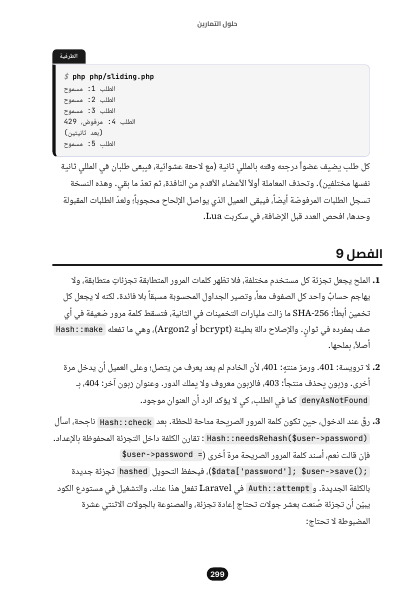 حلول التمارين
الطرفية
$ php php/sliding.php
الطلب 1: مسموح
الطلب 2: مسموح
الطلب 3: مسموح
الطلب 4: مرفوض، 429
(بعد ثانيتين)
الطلب 5: مسموح
كل طلب يضيف عضواً درجته وقته بالمللي ثانية (مع لاحقة عشوائية، فيبقى طلبان في المللي ثانية
نفسها مختلفين). وتحذف المعاملة أولاً الأعضاء الأقدم من النافذة، ثم تعدّ ما بقي. وهذه النسخة
تسجل الطلبات المرفوضة أيضاً، فيبقى العميل الذي يواصل الإلحاح محجوباً؛ ولعدّ الطلبات المقبولة
وحدها، افحص العدد قبل الإضافة، في سكربت Lua.
الفصل 9
1. الملح يجعل تجزئة كل مستخدم مختلفة، فلا تظهر كلمات المرور المتطابقة تجزئاتٍ متطابقة، ولا
يهاجم حسابٌ واحد كل الصفوف معاً، وتصير الجداول المحسوبة مسبقاً بلا فائدة. لكنه لا يجعل كل
تخمين أبطأ: SHA-256 ما زالت مليارات التخمينات في الثانية، فتسقط كلمة مرور ضعيفة في أي
صف بمفرده في ثوانٍ. والإصلاح دالة بطيئة (bcrypt أو Argon2)، وهي ما تفعله Hash::make
أصلاً، بملحها.
2. لا ترويسة: 401. ورمز منتهٍ: 401، لأن الخادم لم يعد يعرف من يتصل؛ وعلى العميل أن يدخل مرة
أخرى. وزبون يحذف منتجاً: 403، فالزبون معروف ولا يملك الدور. وعنوان زبون آخر: 404، بـ
denyAsNotFound كما في الطلب، كي لا يؤكد الرد أن العنوان موجود.
3. رقِّ عند الدخول، حين تكون كلمة المرور الصريحة متاحة للحظة. بعد Hash::check ناجحة، اسأل
Hash::needsRehash($user->password): تقارن الكلفة داخل التجزئة المحفوظة بالإعداد.
فإن قالت نعم، أسند كلمة المرور الصريحة مرة أخرى ($user->password =
$data['password']; $user->save();)، فيحفظ التحويل hashed تجزئة جديدة
بالكلفة الجديدة. و Auth::attempt في Laravel تفعل هذا عنك. والتشغيل في مستودع الكود
يبيّن أن تجزئة صُنعت بعشر جولات تحتاج إعادة تجزئة، والمصنوعة بالجولات الاثنتي عشرة
المضبوطة لا تحتاج:
299